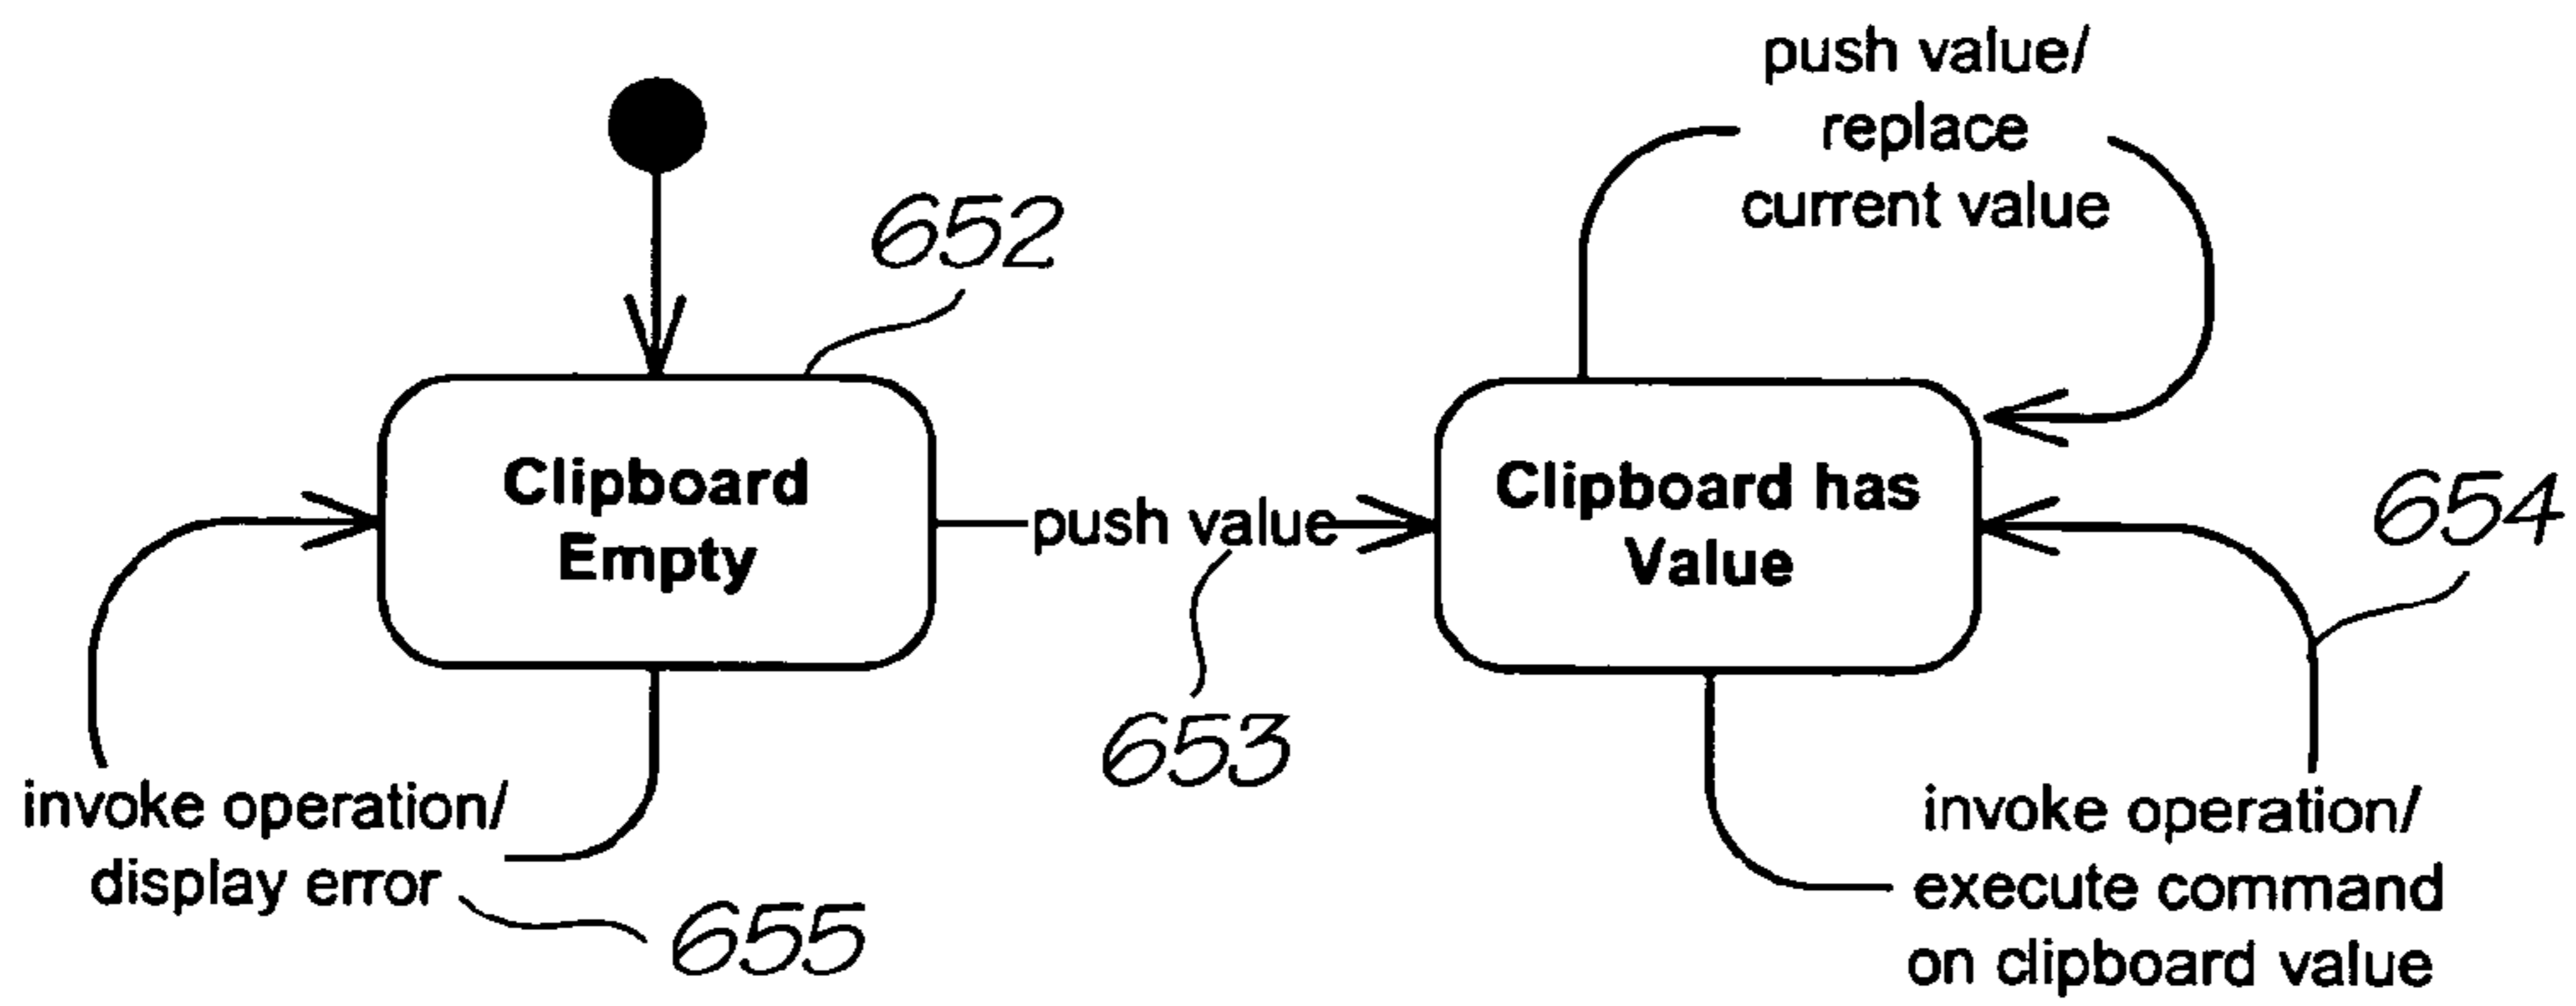 push value/
replace
current value
652
Clipboard
Empty
push value
Clipboard has
Value
654
653
invoke operation/
display error
655
invoke operation/
execute command
on clipboard value